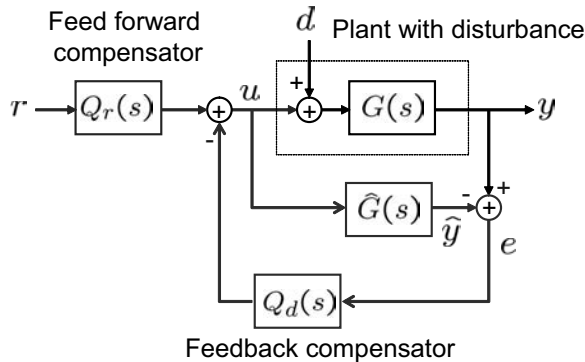 Feed forward
compensator
d
Plant with disturbance
r
Q_r(s)
+
-
u
+
+
G(s)
y
Ĝ(s)
-
+
+
ŷ
e
Q_d(s)
Feedback compensator